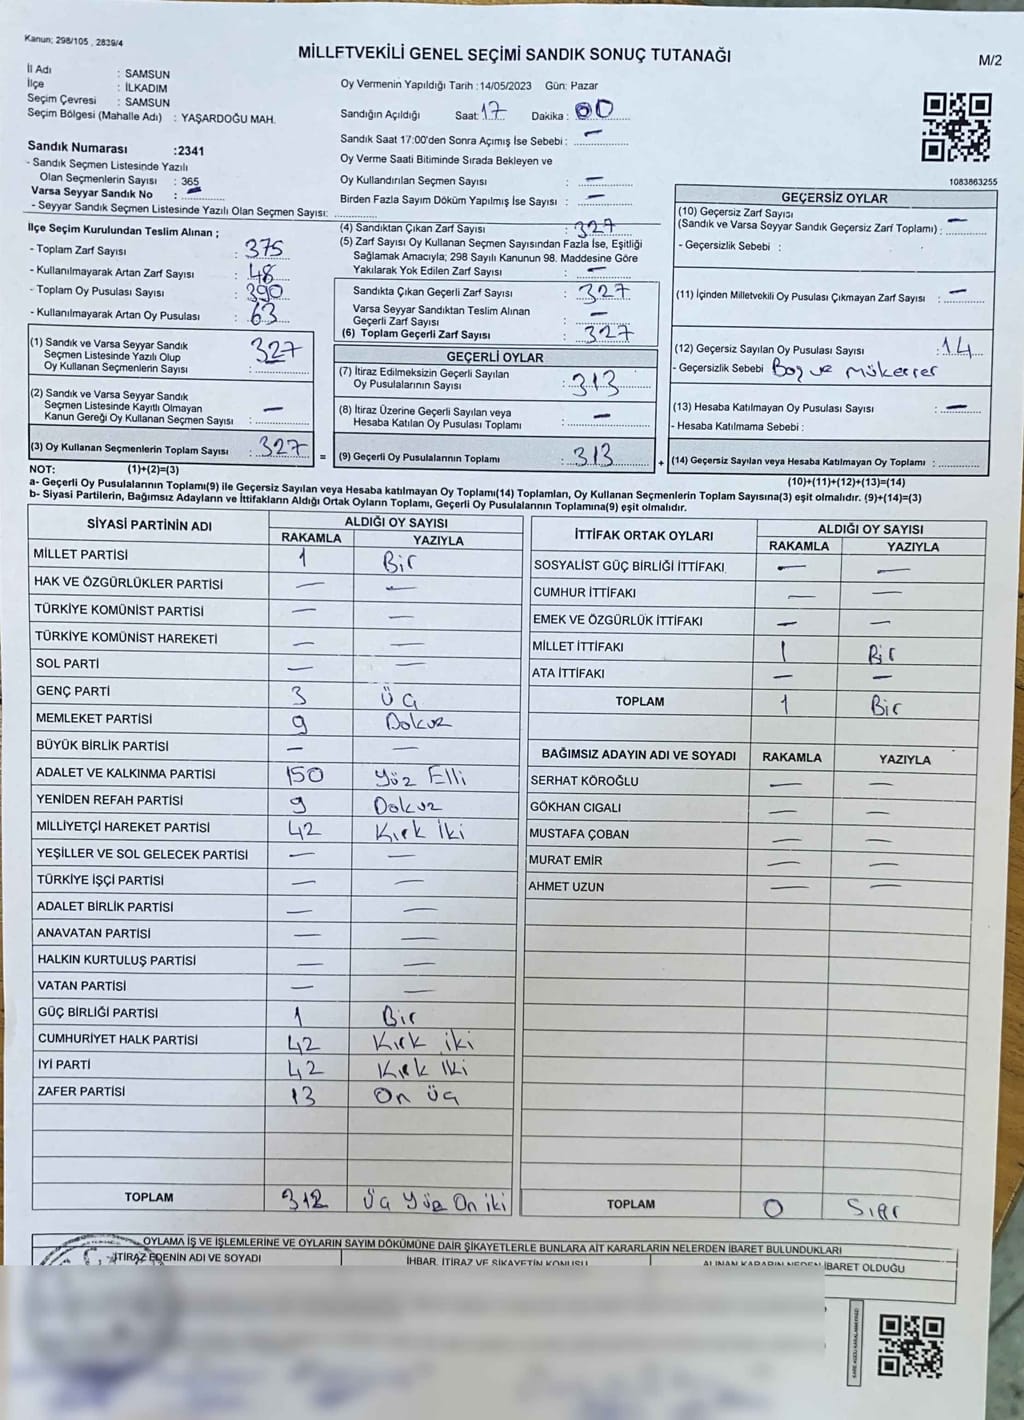 Kanun; 298/105 , 2839/4
MİLLETVEKİLİ GENEL SEÇİMİ SANDIK SONUÇ TUTANAĞI
M/2
İl Adı : SAMSUN
İlçe : İLKADIM
Seçim Çevresi : SAMSUN
Seçim Bölgesi (Mahalle Adı) : YAŞARDOĞU MAH.
Sandık Numarası :2341
- Sandık Seçmen Listesinde Yazılı
Olan Seçmenlerin Sayısı : 365
Varsa Seyyar Sandık No : –
- Seyyar Sandık Seçmen Listesinde Yazılı Olan Seçmen Sayısı:
Oy Vermenin Yapıldığı Tarih :14/05/2023 Gün: Pazar
Sandığın Açıldığı Saat: 17 Dakika : 00
Sandık Saat 17:00'den Sonra Açımış İse Sebebi : –
Oy Verme Saati Bitiminde Sırada Bekleyen ve
Oy Kullandırılan Seçmen Sayısı : –
Birden Fazla Sayım Döküm Yapılmış İse Sayısı : –
1083863255
İlçe Seçim Kurulundan Teslim Alınan ;
- Toplam Zarf Sayısı : 375
- Kullanılmayarak Artan Zarf Sayısı : 48
- Toplam Oy Pusulası Sayısı : 390
- Kullanılmayarak Artan Oy Pusulası : 63
(1) Sandık ve Varsa Seyyar Sandık
Seçmen Listesinde Yazılı Olup
Oy Kullanan Seçmenlerin Sayısı : 327
(2) Sandık ve Varsa Seyyar Sandık
Seçmen Listesinde Kayıtlı Olmayan
Kanun Gereği Oy Kullanan Seçmen Sayısı : –
(3) Oy Kullanan Seçmenlerin Toplam Sayısı : 327
(1)+(2)=(3)
(4) Sandıktan Çıkan Zarf Sayısı : 327
(5) Zarf Sayısı Oy Kullanan Seçmen Sayısından Fazla İse, Eşitliği
Sağlamak Amacıyla; 298 Sayılı Kanunun 98. Maddesine Göre
Yakılarak Yok Edilen Zarf Sayısı : –
Sandıkta Çıkan Geçerli Zarf Sayısı : 327
Varsa Seyyar Sandıktan Teslim Alınan
Geçerli Zarf Sayısı : –
(6) Toplam Geçerli Zarf Sayısı : 327
=
GEÇERLİ OYLAR
(7) İtiraz Edilmeksizin Geçerli Sayılan
Oy Pusulalarının Sayısı : 313
(8) İtiraz Üzerine Geçerli Sayılan veya
Hesaba Katılan Oy Pusulası Toplamı : –
(9) Geçerli Oy Pusulalarının Toplamı : 313
+
GEÇERSİZ OYLAR
(10) Geçersiz Zarf Sayısı
(Sandık ve Varsa Seyyar Sandık Geçersiz Zarf Toplamı) : –
- Geçersizlik Sebebi :
(11) İçinden Milletvekili Oy Pusulası Çıkmayan Zarf Sayısı : –
(12) Geçersiz Sayılan Oy Pusulası Sayısı : 14
- Geçersizlik Sebebi Boş ve Mükerrer
(13) Hesaba Katılmayan Oy Pusulası Sayısı : –
- Hesaba Katılmama Sebebi :
(14) Geçersiz Sayılan veya Hesaba Katılmayan Oy Toplamı :
(10)+(11)+(12)+(13)=(14)
NOT:
a- Geçerli Oy Pusulalarının Toplamı(9) ile Geçersiz Sayılan veya Hesaba katılmayan Oy Toplamı(14) Toplamları, Oy Kullanan Seçmenlerin Toplam Sayısına(3) eşit olmalıdır. (9)+(14)=(3)
b- Siyasi Partilerin, Bağımsız Adayların ve İttifakların Aldığı Ortak Oyların Toplamı, Geçerli Oy Pusulalarının Toplamına(9) eşit olmalıdır.
SİYASİ PARTİNİN ADI ALDIĞI OY SAYISI
RAKAMLA YAZIYLA
MİLLET PARTİSİ 1 Bir
HAK VE ÖZGÜRLÜKLER PARTİSİ – –
TÜRKİYE KOMÜNİST PARTİSİ – –
TÜRKİYE KOMÜNİST HAREKETİ – –
SOL PARTİ – –
GENÇ PARTİ 3 Üç
MEMLEKET PARTİSİ 9 Dokuz
BÜYÜK BİRLİK PARTİSİ – –
ADALET VE KALKINMA PARTİSİ 150 Yüz Elli
YENİDEN REFAH PARTİSİ 9 Dokuz
MİLLİYETÇİ HAREKET PARTİSİ 42 Kırk İki
YEŞİLLER VE SOL GELECEK PARTİSİ – –
TÜRKİYE İŞÇİ PARTİSİ – –
ADALET BİRLİK PARTİSİ – –
ANAVATAN PARTİSİ – –
HALKIN KURTULUŞ PARTİSİ – –
VATAN PARTİSİ – –
GÜÇ BİRLİĞİ PARTİSİ 1 Bir
CUMHURİYET HALK PARTİSİ 42 Kırk iki
İYİ PARTİ 42 Kırk İki
ZAFER PARTİSİ 13 On üç
TOPLAM 312 Üç Yüz On iki
İTTİFAK ORTAK OYLARI ALDIĞI OY SAYISI
RAKAMLA YAZIYLA
SOSYALİST GÜÇ BİRLİĞİ İTTİFAKI – –
CUMHUR İTTİFAKI – –
EMEK VE ÖZGÜRLÜK İTTİFAKI – –
MİLLET İTTİFAKI 1 Bir
ATA İTTİFAKI – –
TOPLAM 1 Bir
BAĞIMSIZ ADAYIN ADI VE SOYADI RAKAMLA YAZIYLA
SERHAT KÖROĞLU – –
GÖKHAN CIGALI – –
MUSTAFA ÇOBAN – –
MURAT EMİR – –
AHMET UZUN – –
TOPLAM 0 Sıfır
OYLAMA İŞ VE İŞLEMLERİNE VE OYLARIN SAYIM DÖKÜMÜNE DAİR ŞİKAYETLERLE BUNLARA AİT KARARLARIN NELERDEN İBARET BULUNDUKLARI
İTİRAZ EDENİN ADI VE SOYADI İHBAR, İTİRAZ VE ŞİKAYETİN KONUSU ALINAN KARARIN NEDEN İBARET OLDUĞU